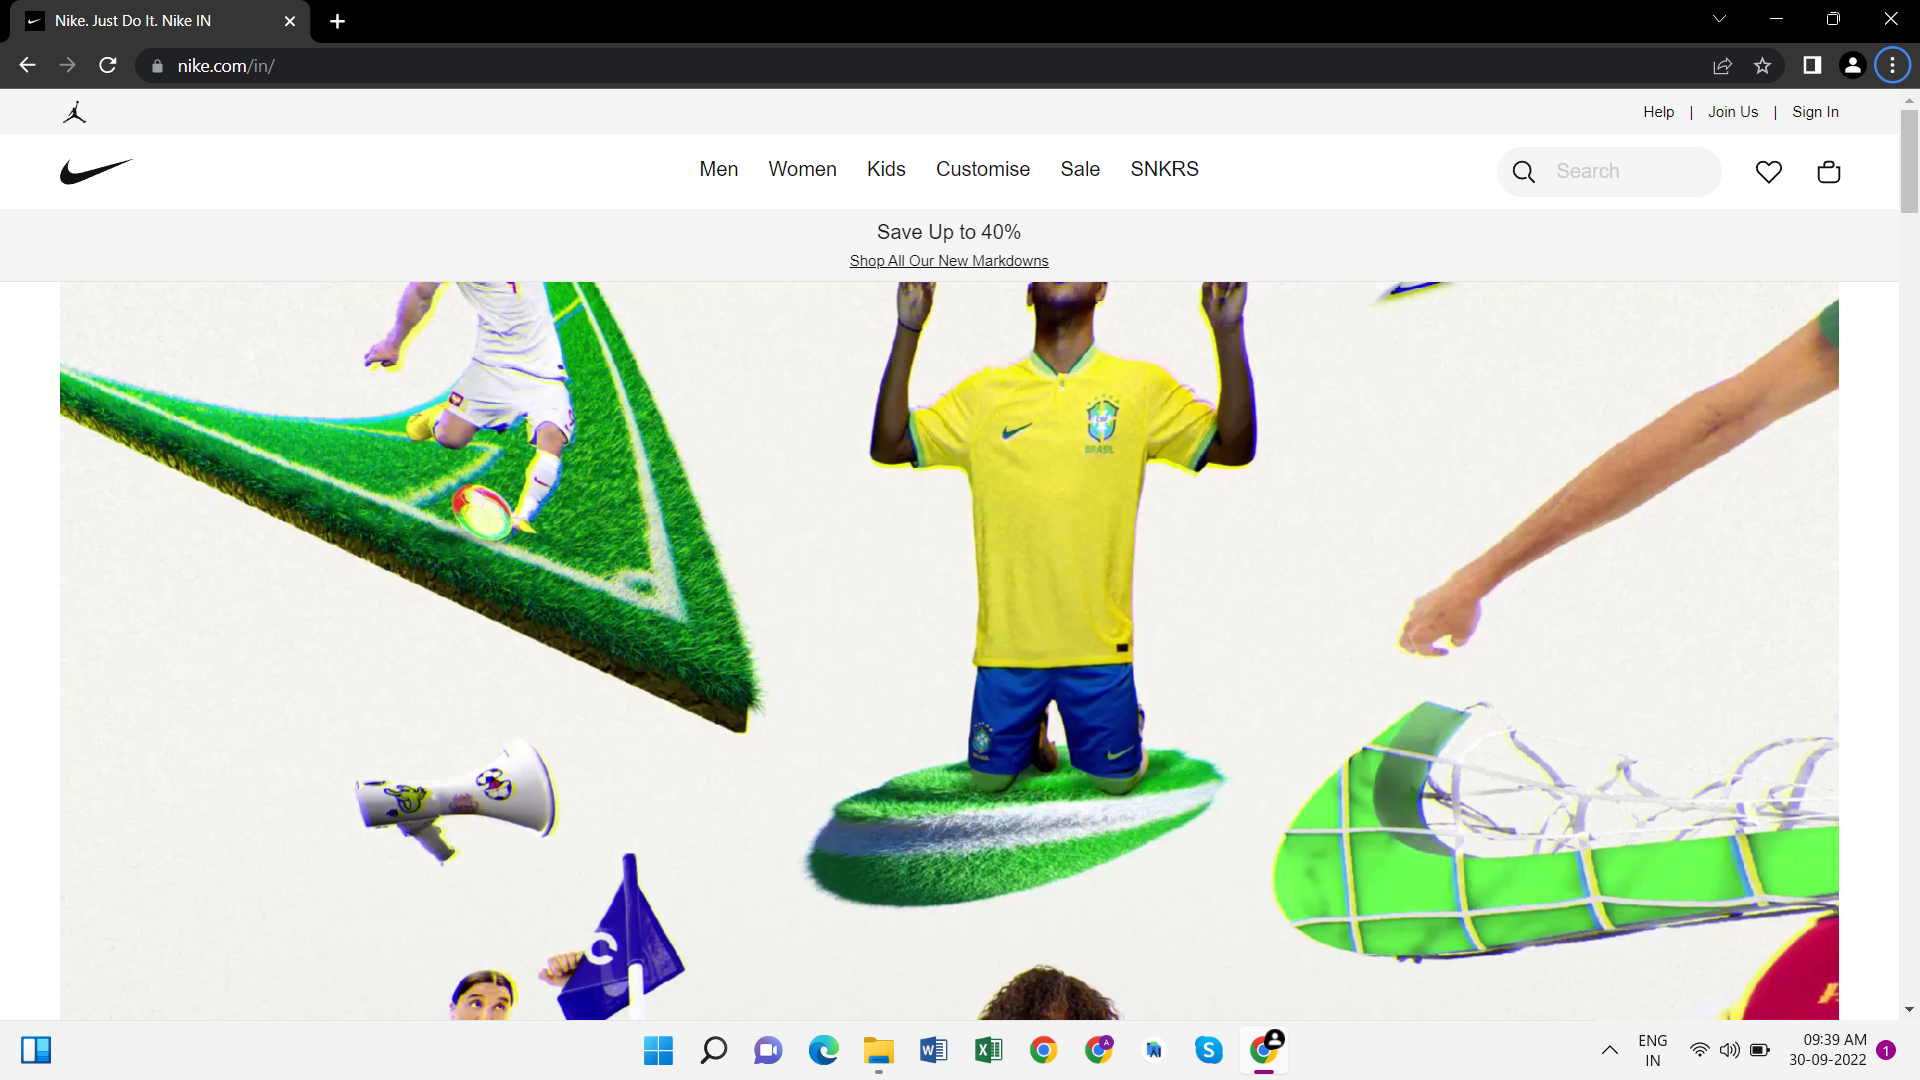 Nike. Just Do It. Nike IN
nike.com/in/
Help | Join Us | Sign In
Men Women Kids Customise Sale SNKRS
Search
Save Up to 40%
Shop All Our New Markdowns
CBF
BRASIL
BRASIL
A
ENG
IN
09:39 AM
30-09-2022
1